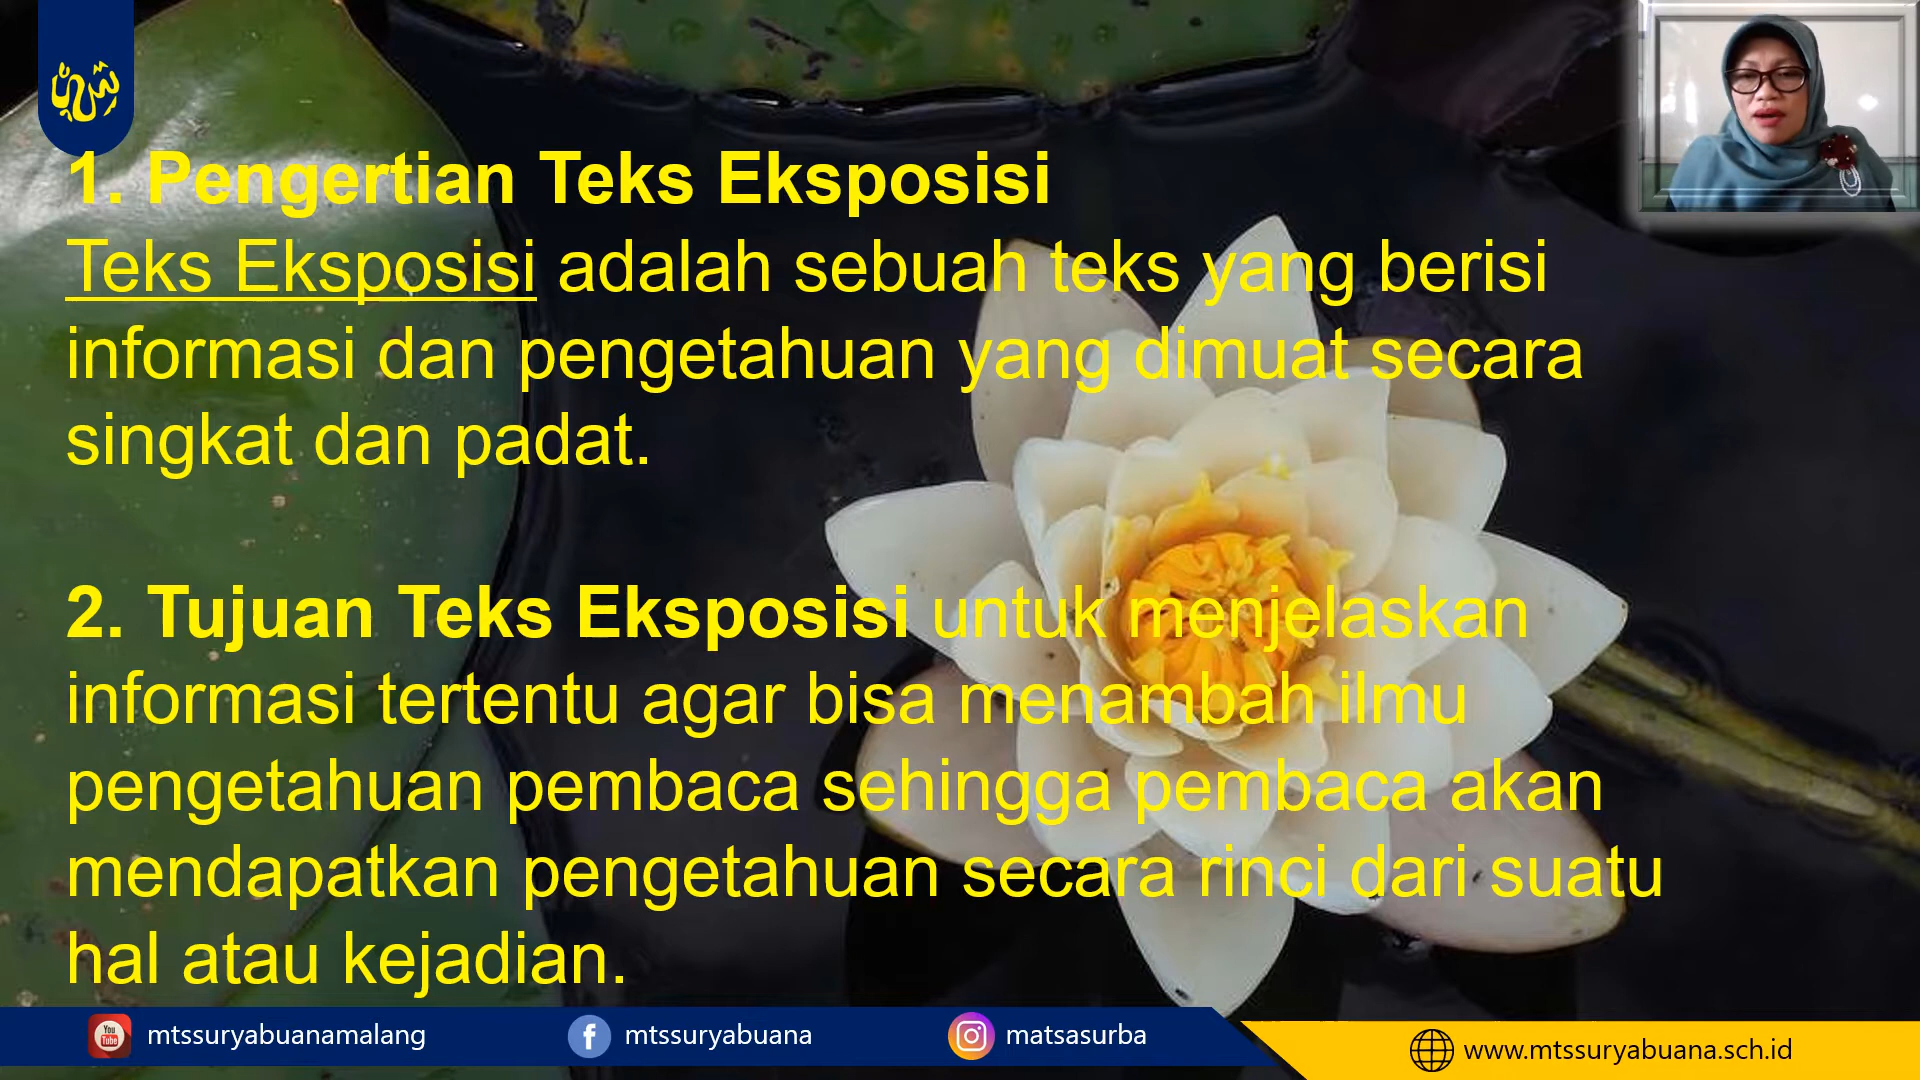 1. Pengertian Teks Eksposisi
Teks Eksposisi adalah sebuah teks yang berisi
informasi dan pengetahuan yang dimuat secara
singkat dan padat.
2. Tujuan Teks Eksposisi untuk menjelaskan
informasi tertentu agar bisa menambah ilmu
pengetahuan pembaca sehingga pembaca akan
mendapatkan pengetahuan secara rinci dari suatu
hal atau kejadian.
You Tube mtssuryabuanamalang
f mtssuryabuana
matsasurba
www.mtssuryabuana.sch.id